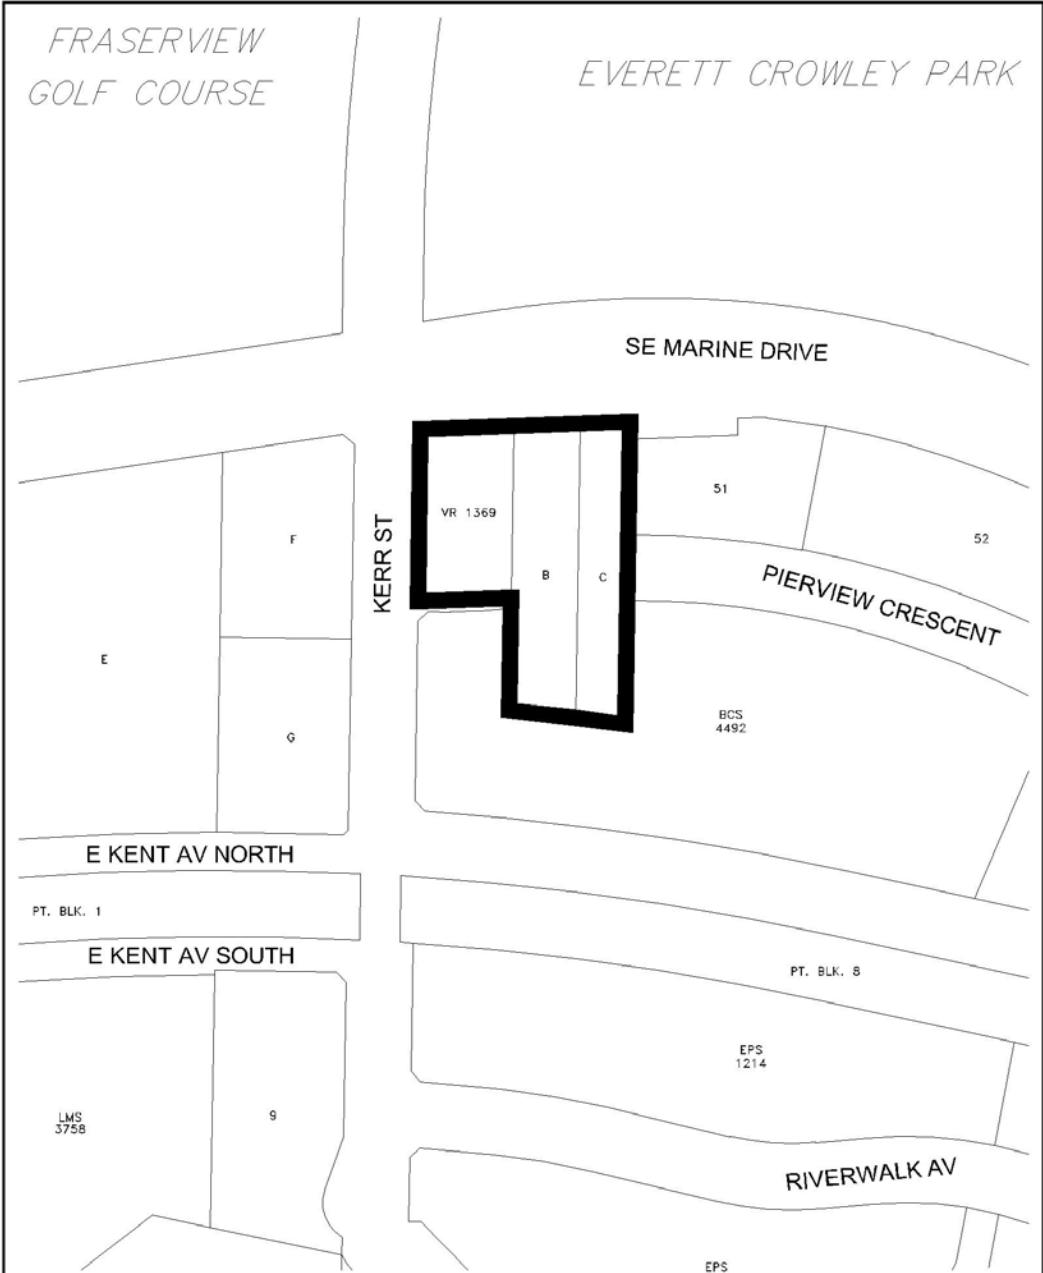 FRASERVIEW
GOLF COURSE
EVERETT CROWLEY PARK
SE MARINE DRIVE
51
VR 1369
52
F
KERR ST
B
C
PIERVIEW CRESCENT
E
BCS
4492
G
E KENT AV NORTH
PT. BLK. 1
E KENT AV SOUTH
PT. BLK. 8
EPS
1214
LMS
3758
9
RIVERWALK AV
EPS